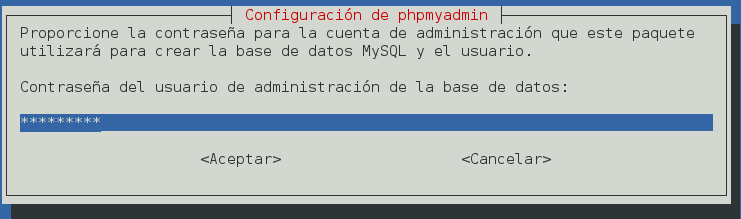 Configuración de phpmyadmin
Proporcione la contraseña para la cuenta de administración que este paquete
utilizará para crear la base de datos MySQL y el usuario.
Contraseña del usuario de administración de la base de datos:
*********
<Aceptar> <Cancelar>